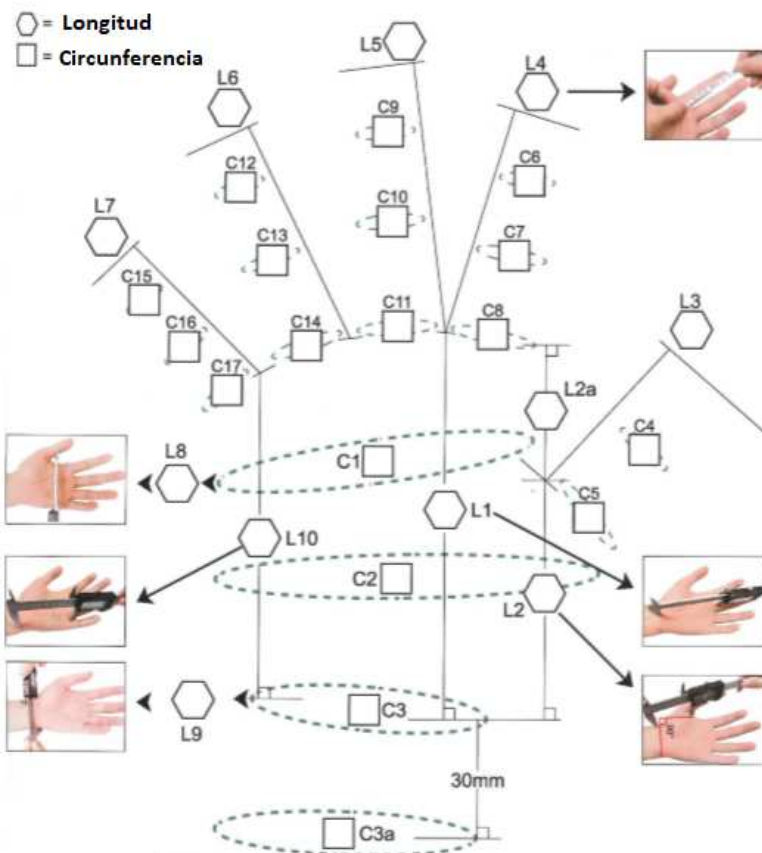 = Longitud
= Circunferencia
L5
L4
L6
C9
C12
C6
L7
C10
C13
C7
C15
C11
C8
L3
C16
C14
C17
L2a
C4
L8
C1
C5
L10
L1
C2
L2
C3
L9
30mm
C3a